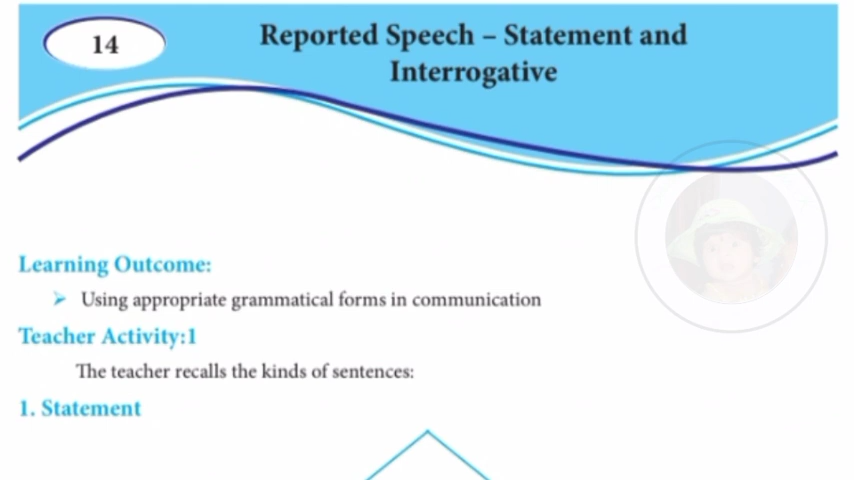 14
Reported Speech – Statement and
Interrogative
Learning Outcome:
➢ Using appropriate grammatical forms in communication
Teacher Activity:1
The teacher recalls the kinds of sentences:
1. Statement